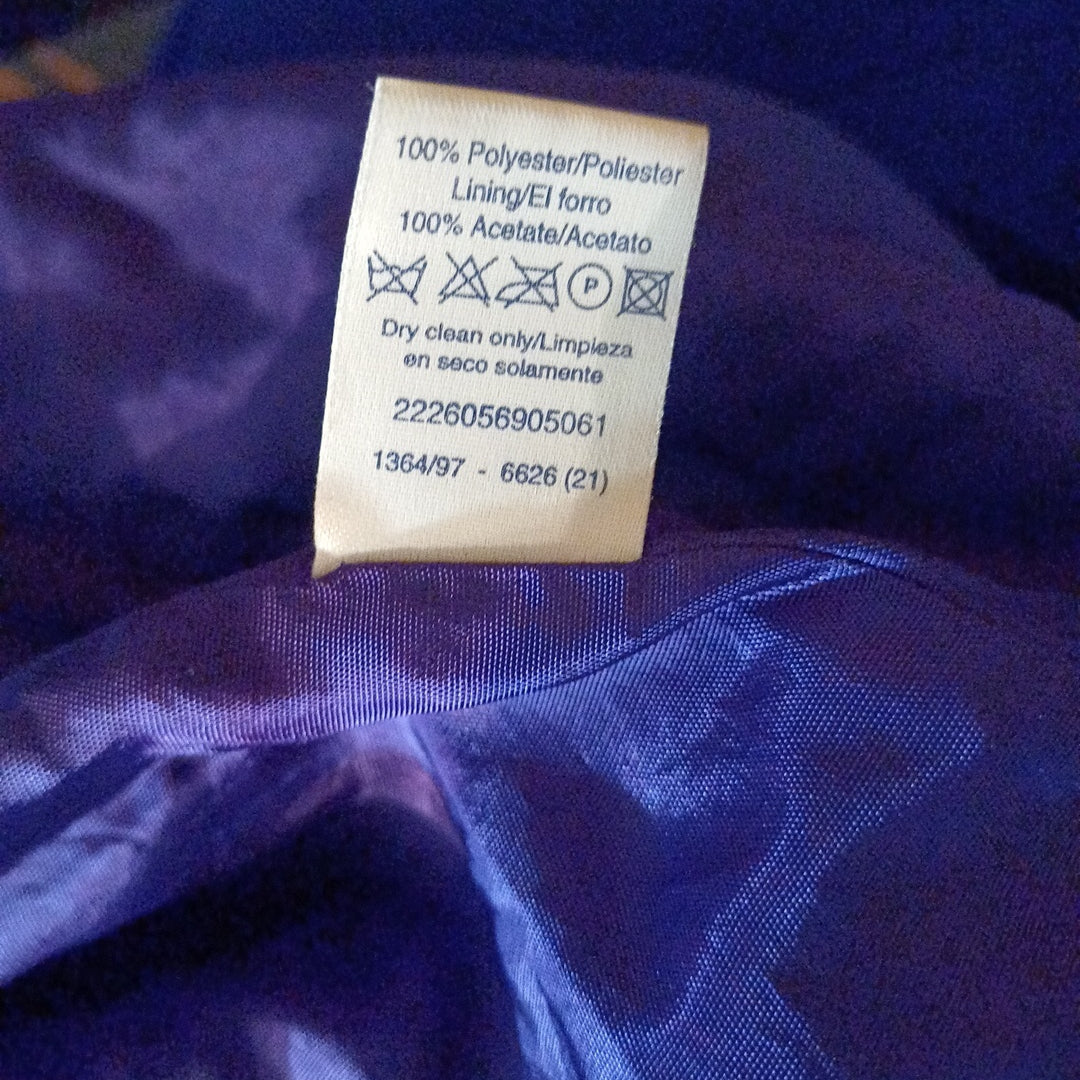 100% Polyester/Poliester
Lining/El forro
100% Acetate/Acetato
P
Dry clean only/Limpieza
en seco solamente
2226056905061
1364/97 - 6626 (21)